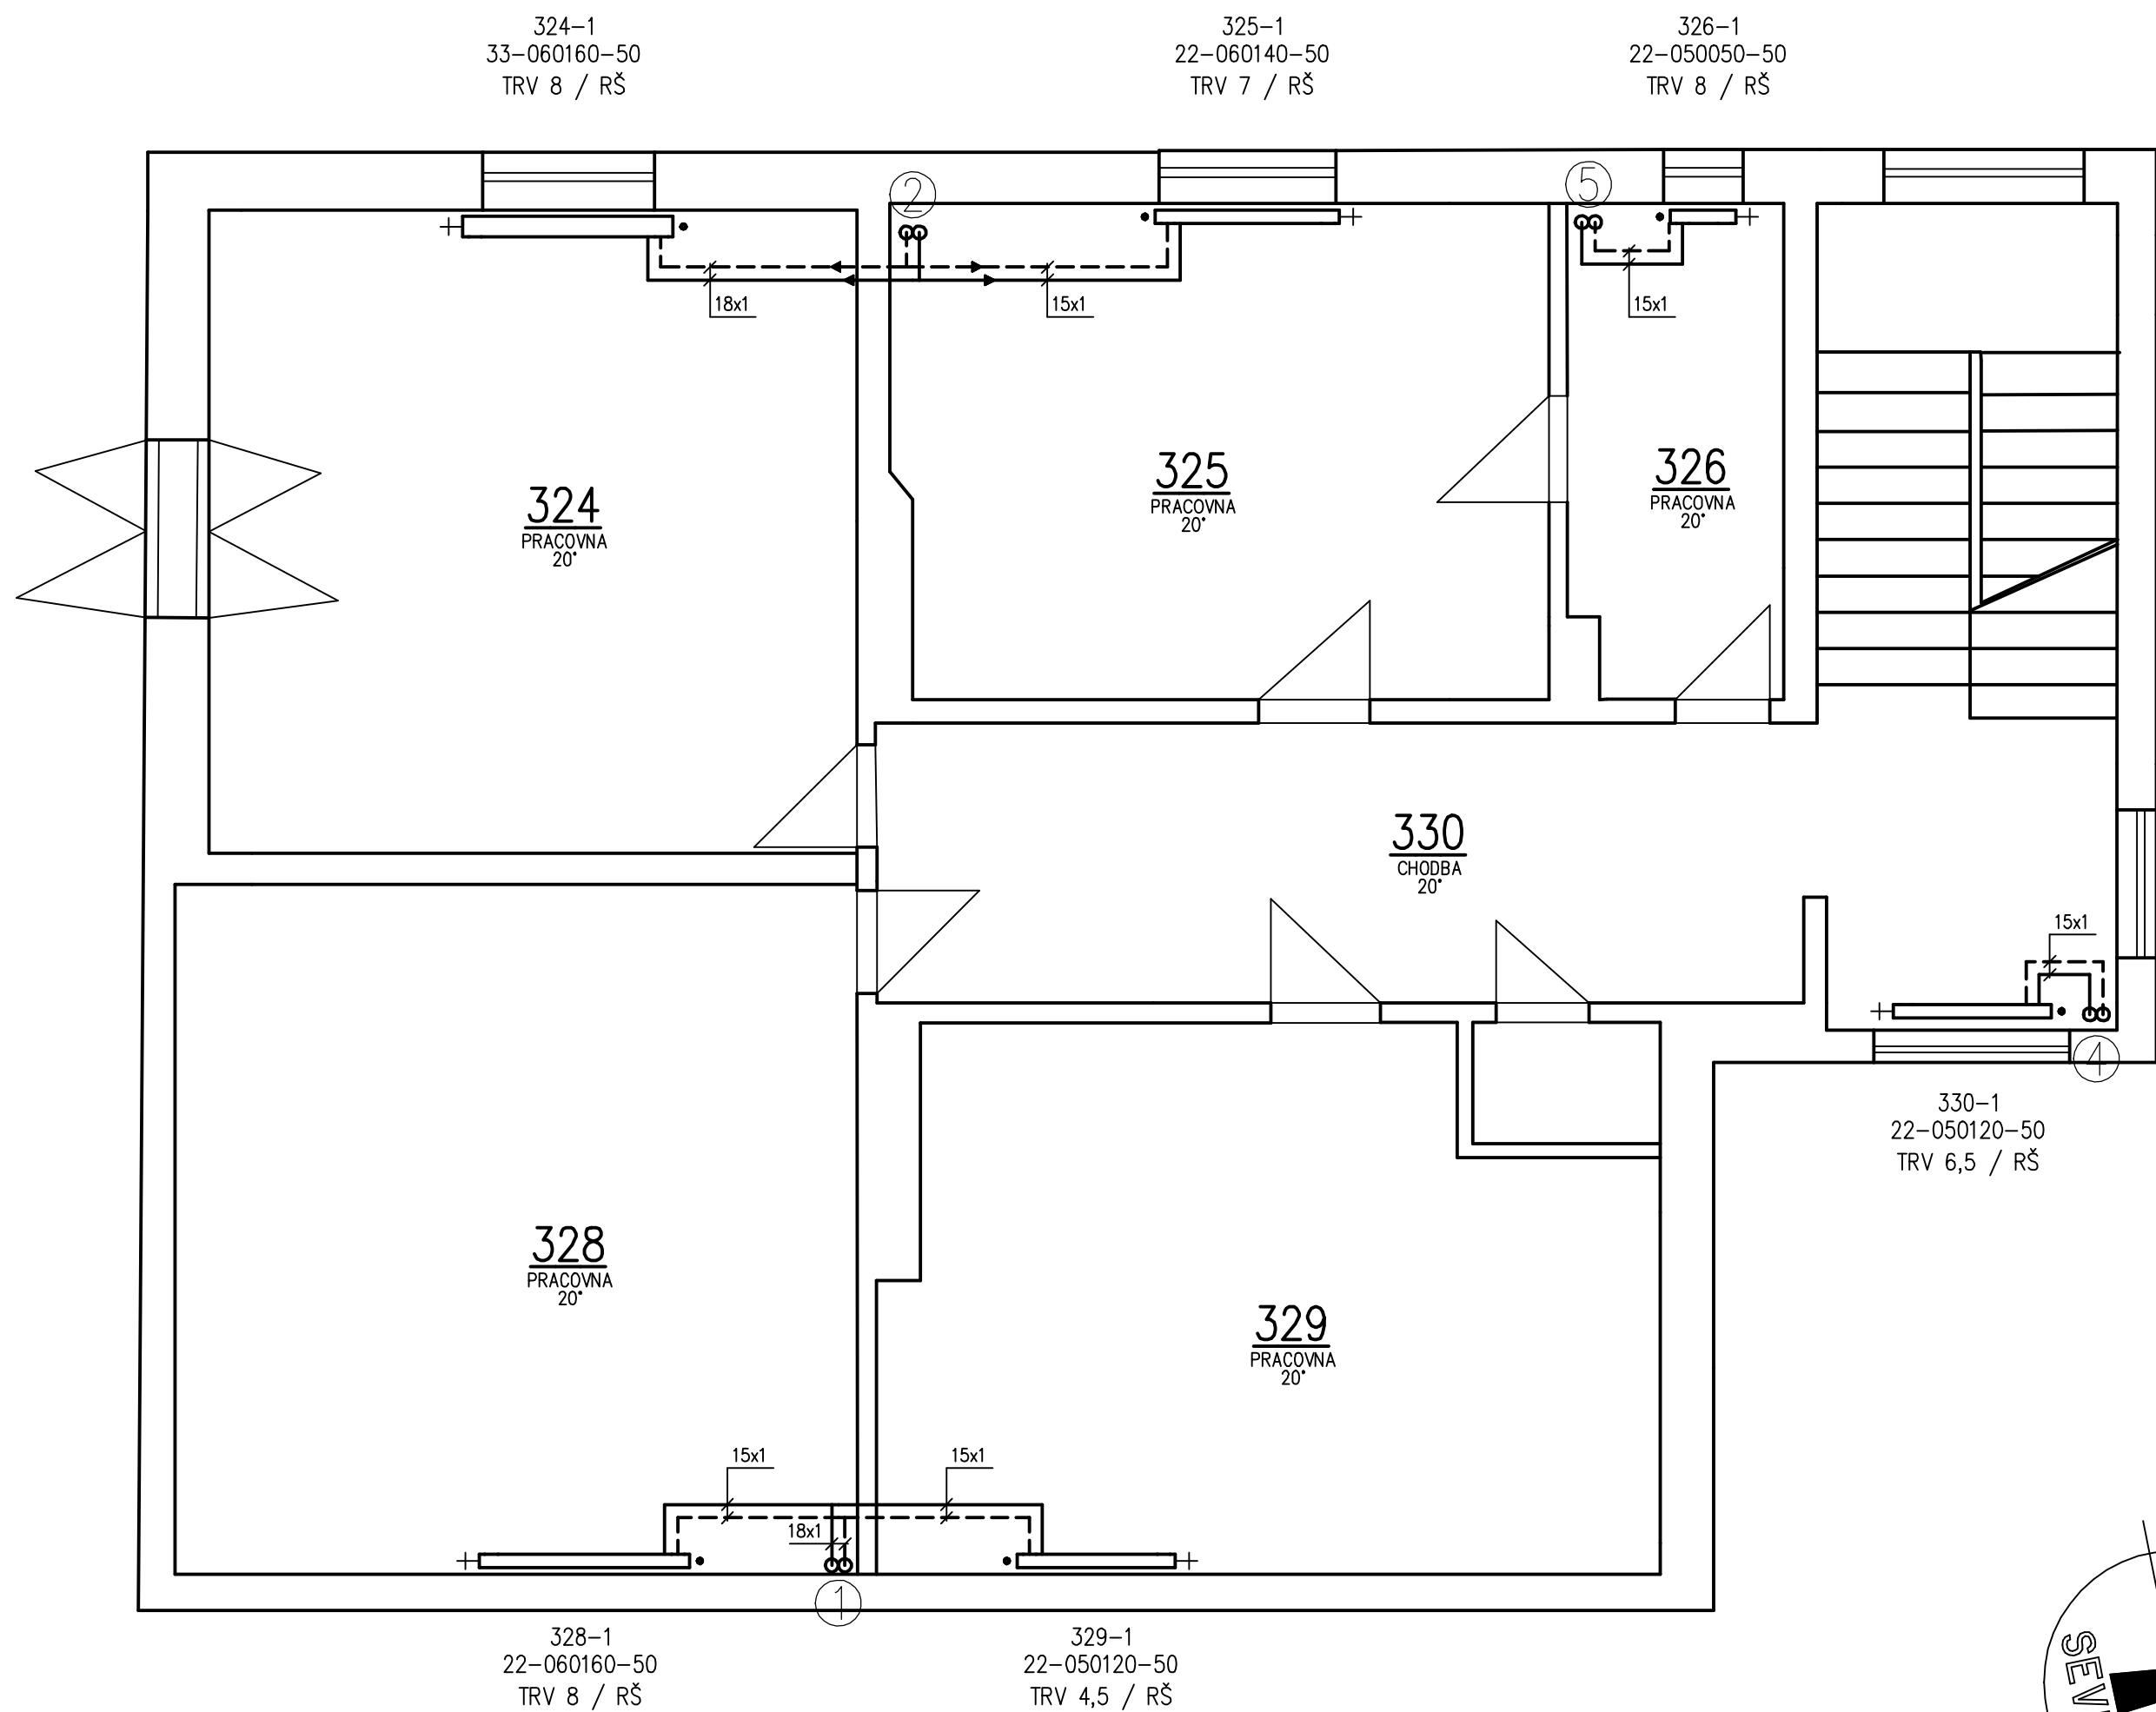 324-1
33-060160-50
TRV 8 / RŠ
325-1
22-060140-50
TRV 7 / RŠ
326-1
22-050050-50
TRV 8 / RŠ
2
5
18x1
15x1
15x1
324
PRACOVNA
20°
325
PRACOVNA
20°
326
PRACOVNA
20°
330
CHODBA
20°
15x1
4
330-1
22-050120-50
TRV 6,5 / RŠ
328
PRACOVNA
20°
329
PRACOVNA
20°
15x1
15x1
18x1
1
328-1
22-060160-50
TRV 8 / RŠ
329-1
22-050120-50
TRV 4,5 / RŠ